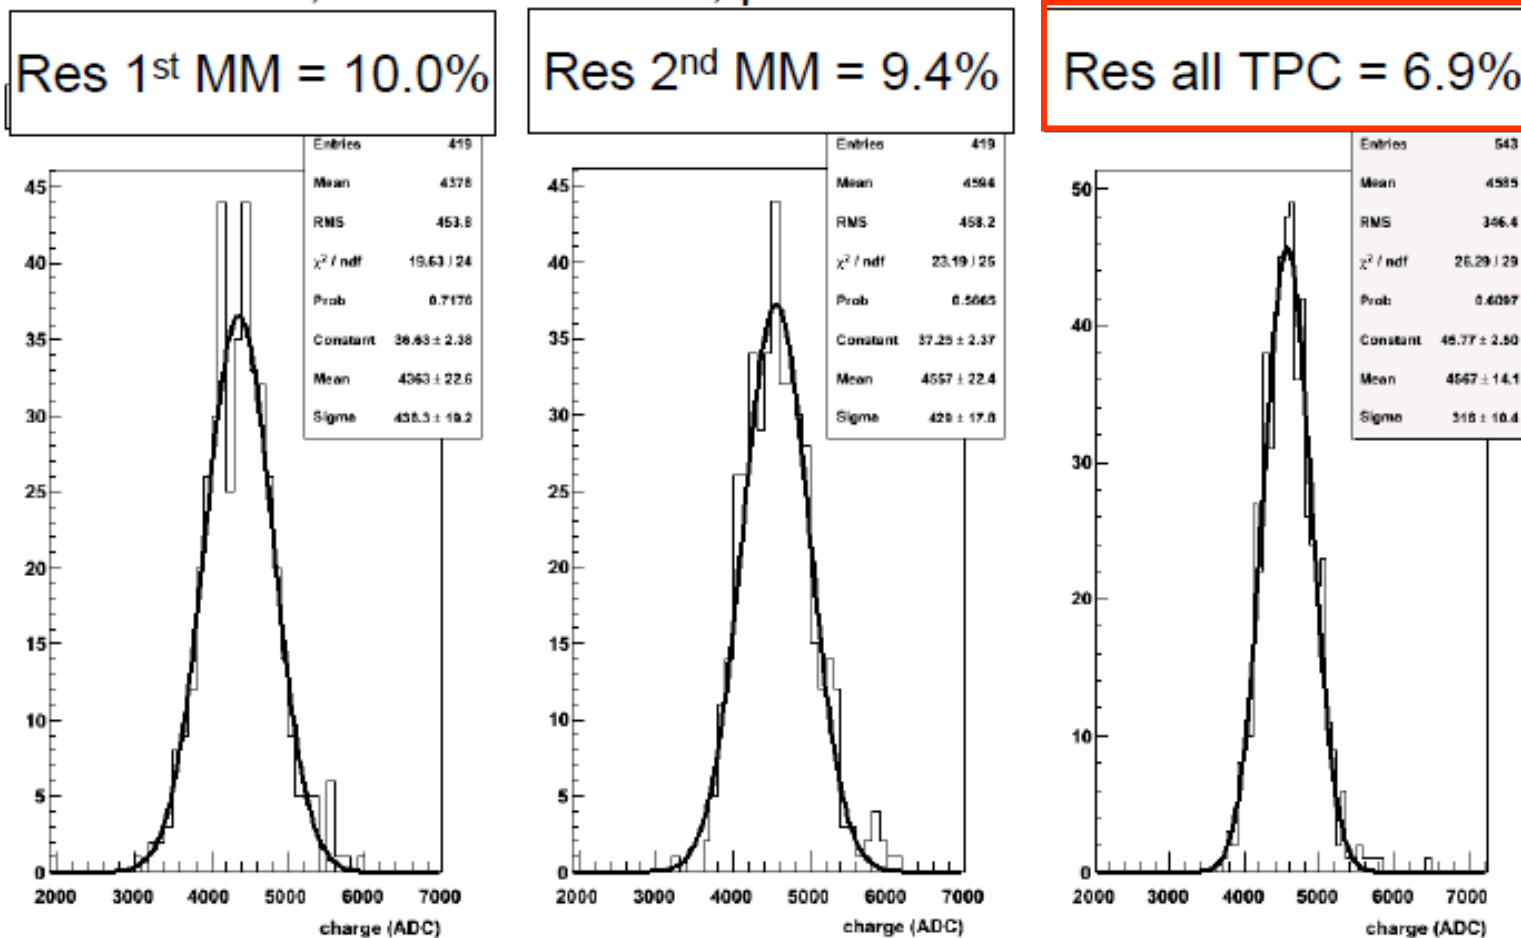 Res 1st MM = 10.0%
Entries 419
Mean 4378
RMS 453.8
χ² / ndf 19.63 / 24
Prob 0.7176
Constant 36.63 ± 2.38
Mean 4363 ± 22.6
Sigma 438.3 ± 19.2
45
40
35
30
25
20
15
10
5
0
2000 3000 4000 5000 6000 7000
charge (ADC)
Res 2nd MM = 9.4%
Entries 419
Mean 4594
RMS 458.2
χ² / ndf 23.19 / 25
Prob 0.5665
Constant 37.25 ± 2.37
Mean 4557 ± 22.4
Sigma 429 ± 17.8
45
40
35
30
25
20
15
10
5
0
2000 3000 4000 5000 6000 7000
charge (ADC)
Res all TPC = 6.9%
Entries 543
Mean 4585
RMS 346.4
χ² / ndf 26.29 / 29
Prob 0.6097
Constant 45.77 ± 2.50
Mean 4567 ± 14.1
Sigma 316 ± 10.4
50
40
30
20
10
0
2000 3000 4000 5000 6000 7000
charge (ADC)